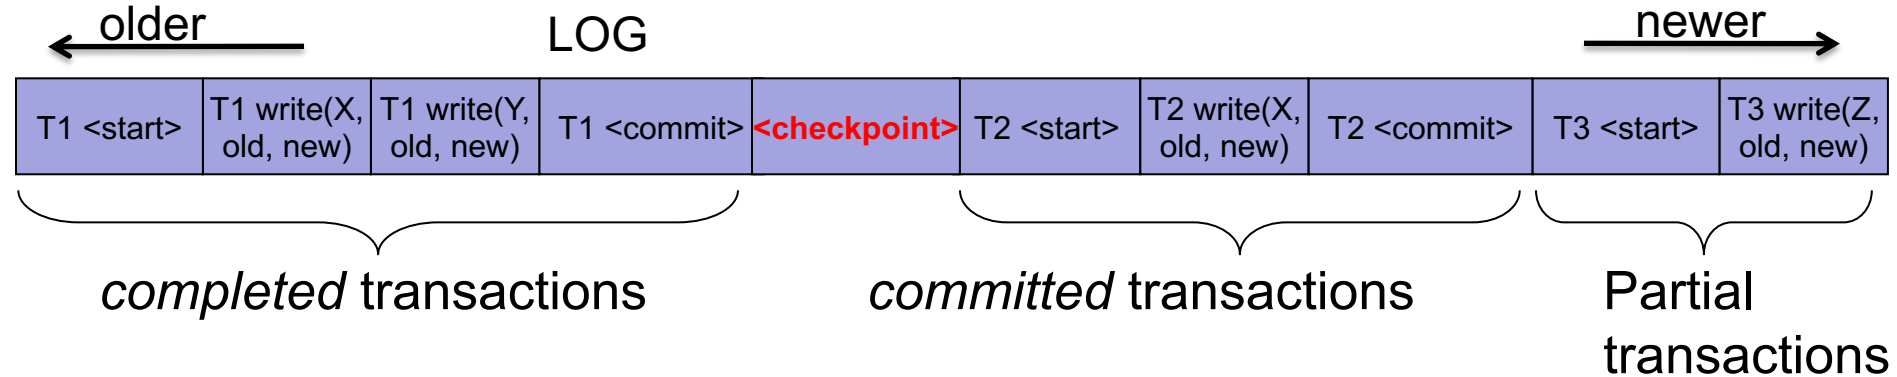 older
LOG
newer
T1 <start>
T1 write(X,
old, new)
T1 write(Y,
old, new)
T1 <commit>
<checkpoint>
T2 <start>
T2 write(X,
old, new)
T2 <commit>
T3 <start>
T3 write(Z,
old, new)
completed transactions
committed transactions
Partial
transactions